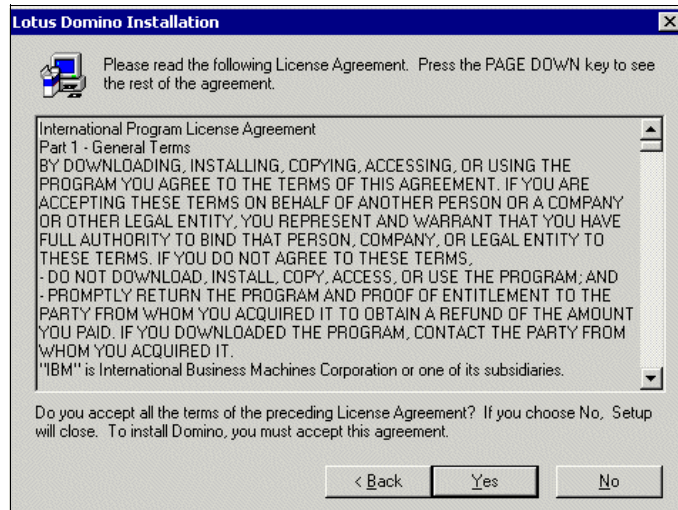 Lotus Domino Installation
Please read the following License Agreement. Press the PAGE DOWN key to see
the rest of the agreement.
International Program License Agreement
Part 1 - General Terms
BY DOWNLOADING, INSTALLING, COPYING, ACCESSING, OR USING THE
PROGRAM YOU AGREE TO THE TERMS OF THIS AGREEMENT. IF YOU ARE
ACCEPTING THESE TERMS ON BEHALF OF ANOTHER PERSON OR A COMPANY
OR OTHER LEGAL ENTITY, YOU REPRESENT AND WARRANT THAT YOU HAVE
FULL AUTHORITY TO BIND THAT PERSON, COMPANY, OR LEGAL ENTITY TO
THESE TERMS. IF YOU DO NOT AGREE TO THESE TERMS,
- DO NOT DOWNLOAD, INSTALL, COPY, ACCESS, OR USE THE PROGRAM; AND
- PROMPTLY RETURN THE PROGRAM AND PROOF OF ENTITLEMENT TO THE
PARTY FROM WHOM YOU ACQUIRED IT TO OBTAIN A REFUND OF THE AMOUNT
YOU PAID. IF YOU DOWNLOADED THE PROGRAM, CONTACT THE PARTY FROM
WHOM YOU ACQUIRED IT.
"IBM" is International Business Machines Corporation or one of its subsidiaries.
Do you accept all the terms of the preceding License Agreement? If you choose No, Setup
will close. To install Domino, you must accept this agreement.
< Back Yes No